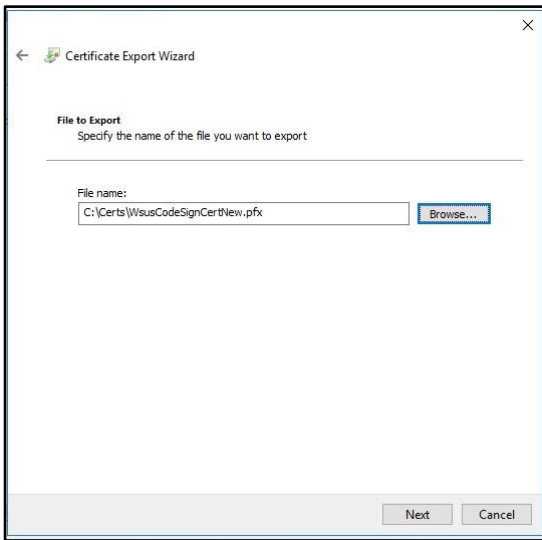 Certificate Export Wizard
File to Export
Specify the name of the file you want to export
File name:
C:\Certs\WsusCodeSignCertNew.pfx
Browse...
Next
Cancel